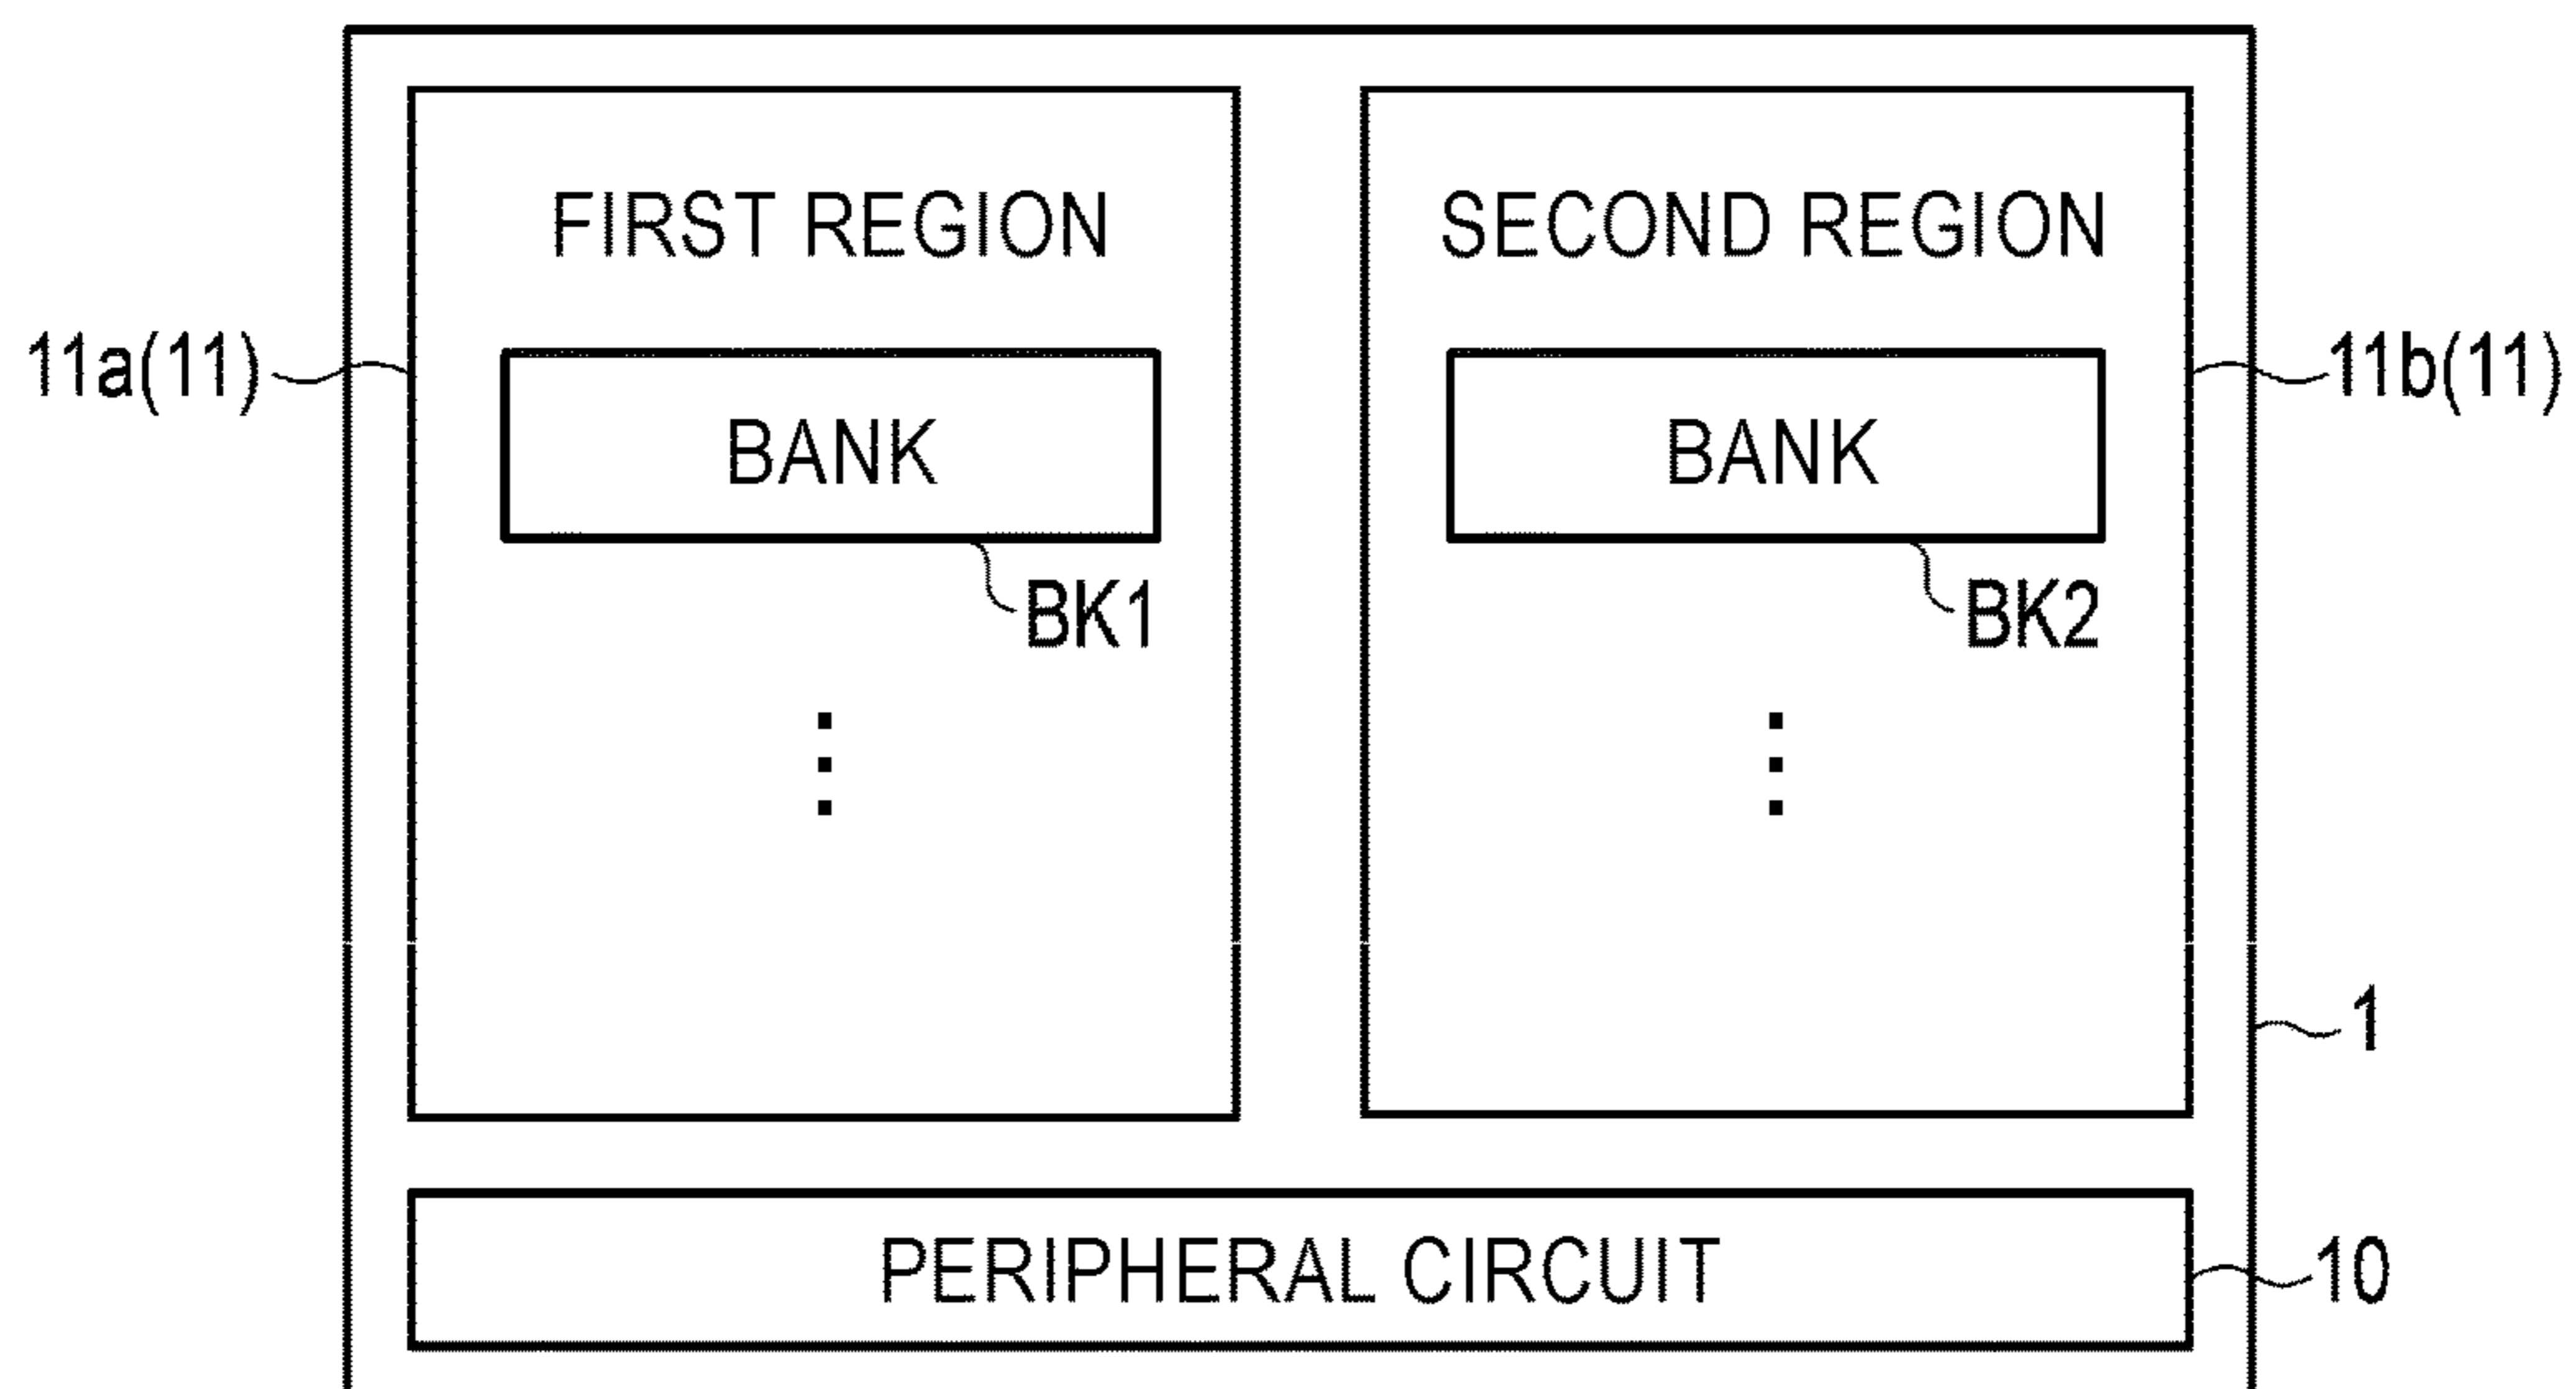 FIRST REGION
SECOND REGION
11a(11)
11b(11)
BANK
BANK
BK1
BK2
1
PERIPHERAL CIRCUIT
10